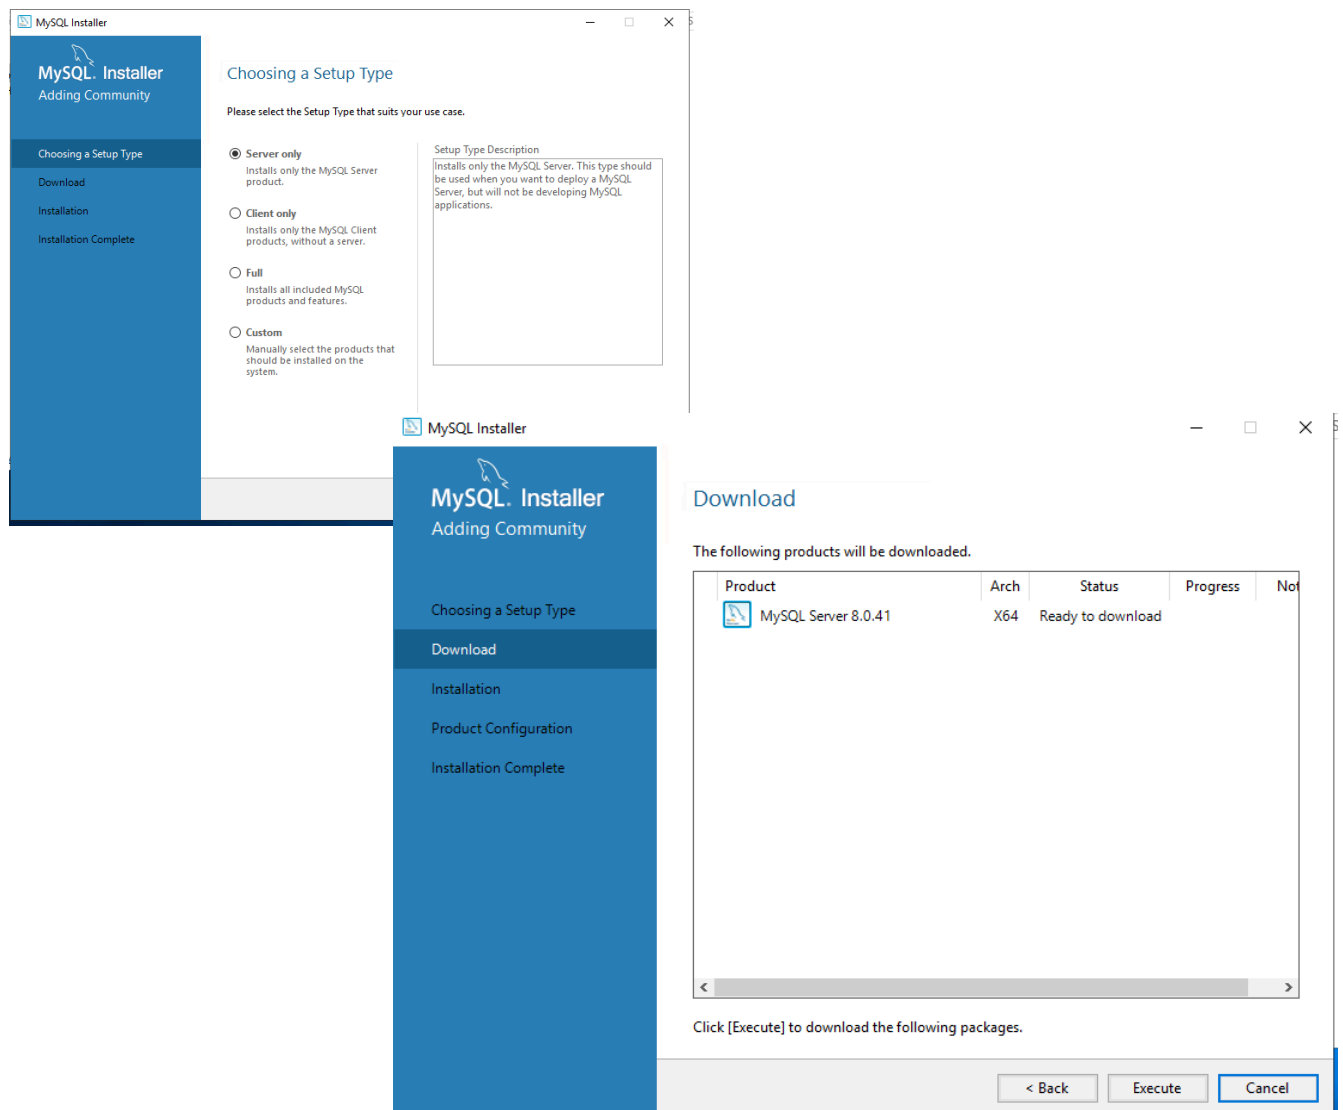 MySQL Installer
MySQL. Installer
Adding Community
Choosing a Setup Type
Download
Installation
Installation Complete
Choosing a Setup Type
Please select the Setup Type that suits your use case.
Server only
Installs only the MySQL Server
product.
Client only
Installs only the MySQL Client
products, without a server.
Full
Installs all included MySQL
products and features.
Custom
Manually select the products that
should be installed on the
system.
Setup Type Description
Installs only the MySQL Server. This type should
be used when you want to deploy a MySQL
Server, but will not be developing MySQL
applications.
MySQL Installer
MySQL. Installer
Adding Community
Choosing a Setup Type
Download
Installation
Product Configuration
Installation Complete
Download
The following products will be downloaded.
Product Arch Status Progress Not
MySQL Server 8.0.41 X64 Ready to download
Click [Execute] to download the following packages.
< Back Execute Cancel